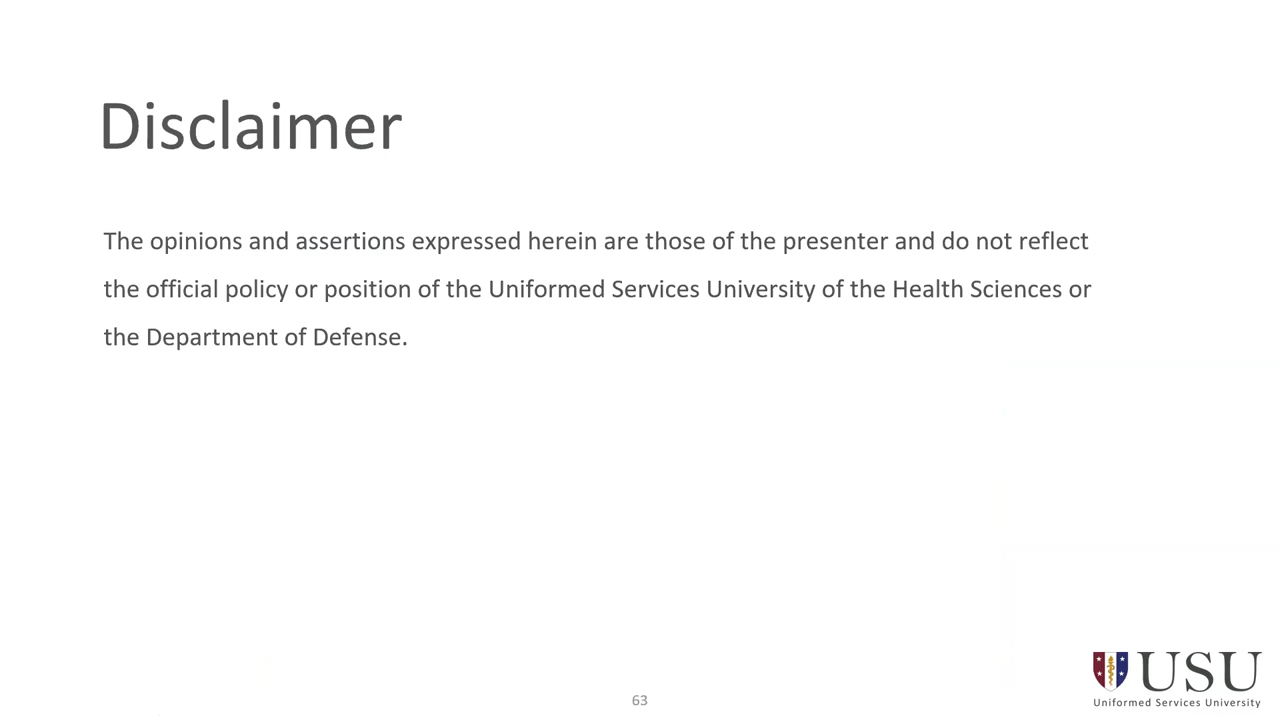 Disclaimer
The opinions and assertions expressed herein are those of the presenter and do not reflect
the official policy or position of the Uniformed Services University of the Health Sciences or
the Department of Defense.
63
USU
Uniformed Services University